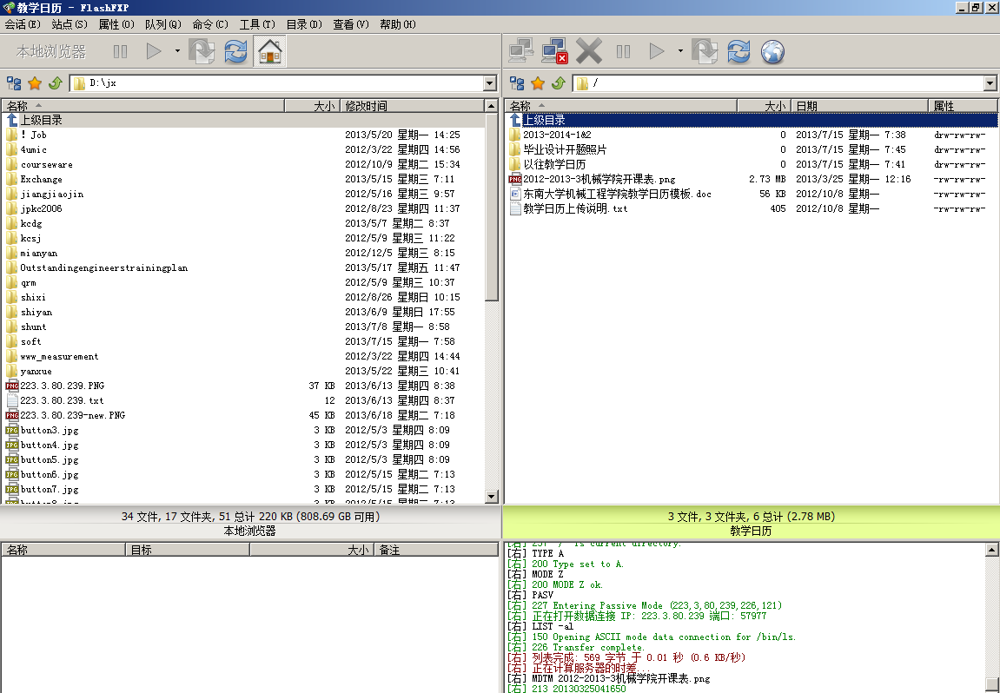 教学日历 - FlashFXP
会话(E) 站点(S) 属性(O) 队列(Q) 命令(C) 工具(T) 目录(D) 查看(V) 帮助(H)
本地浏览器
D:\jx
名称 大小 修改时间
上级目录
! Job 2013/5/20 星期一 14:25
4umic 2012/3/22 星期四 14:56
courseware 2012/10/9 星期二 15:34
Exchange 2013/5/15 星期三 7:11
jiangjiaojin 2012/5/16 星期三 9:57
jpkc2006 2012/8/23 星期四 11:37
kcdg 2013/5/7 星期二 8:37
kcsj 2012/5/9 星期三 11:22
mianyan 2012/12/5 星期三 8:15
Outstandingengineerstrainingplan 2013/5/17 星期五 11:47
qrm 2012/5/9 星期三 10:37
shixi 2012/8/26 星期日 10:15
shiyan 2013/6/9 星期日 17:55
shunt 2013/7/8 星期一 8:58
soft 2013/7/15 星期一 7:58
www_measurement 2012/3/22 星期四 14:44
yanxue 2013/5/22 星期三 10:41
223.3.80.239.PNG 37 KB 2013/6/13 星期四 8:38
223.3.80.239.txt 12 2013/6/13 星期四 8:37
223.3.80.239-new.PNG 45 KB 2013/6/18 星期二 7:18
button3.jpg 3 KB 2012/5/3 星期四 8:09
button4.jpg 3 KB 2012/5/3 星期四 8:09
button5.jpg 3 KB 2012/5/3 星期四 8:09
button6.jpg 3 KB 2012/5/15 星期二 7:13
button7.jpg 3 KB 2012/5/15 星期二 7:13
button8.jpg 3 KB 2012/5/15 星期二 7:13
34 文件, 17 文件夹, 51 总计 220 KB (808.69 GB 可用)
本地浏览器
名称 目标 大小 备注
/
名称 大小 日期 属性
上级目录
2013-2014-1&2 0 2013/7/15 星期一 7:38 drw-rw-rw-
毕业设计开题照片 0 2013/7/15 星期一 7:45 drw-rw-rw-
以往教学日历 0 2013/7/15 星期一 7:41 drw-rw-rw-
2012-2013-3机械学院开课表.png 2.73 MB 2013/3/25 星期一 12:16 -rw-rw-rw-
东南大学机械工程学院教学日历模板.doc 56 KB 2012/10/8 星期一 -rw-rw-rw-
教学日历上传说明.txt 405 2012/10/8 星期一 -rw-rw-rw-
3 文件, 3 文件夹, 6 总计 (2.78 MB)
教学日历
[右] 257 "/" is current directory.
[右] TYPE A
[右] 200 Type set to A.
[右] MODE Z
[右] 200 MODE Z ok.
[右] PASV
[右] 227 Entering Passive Mode (223,3,80,239,226,121)
[右] 正在打开数据连接 IP: 223.3.80.239 端口: 57977
[右] LIST -al
[右] 150 Opening ASCII mode data connection for /bin/ls.
[右] 226 Transfer complete.
[右] 列表完成: 569 字节 于 0.01 秒 (0.6 KB/秒)
[右] 正在计算服务器的时差...
[右] MDTM 2012-2013-3机械学院开课表.png
[右] 213 20130325041650